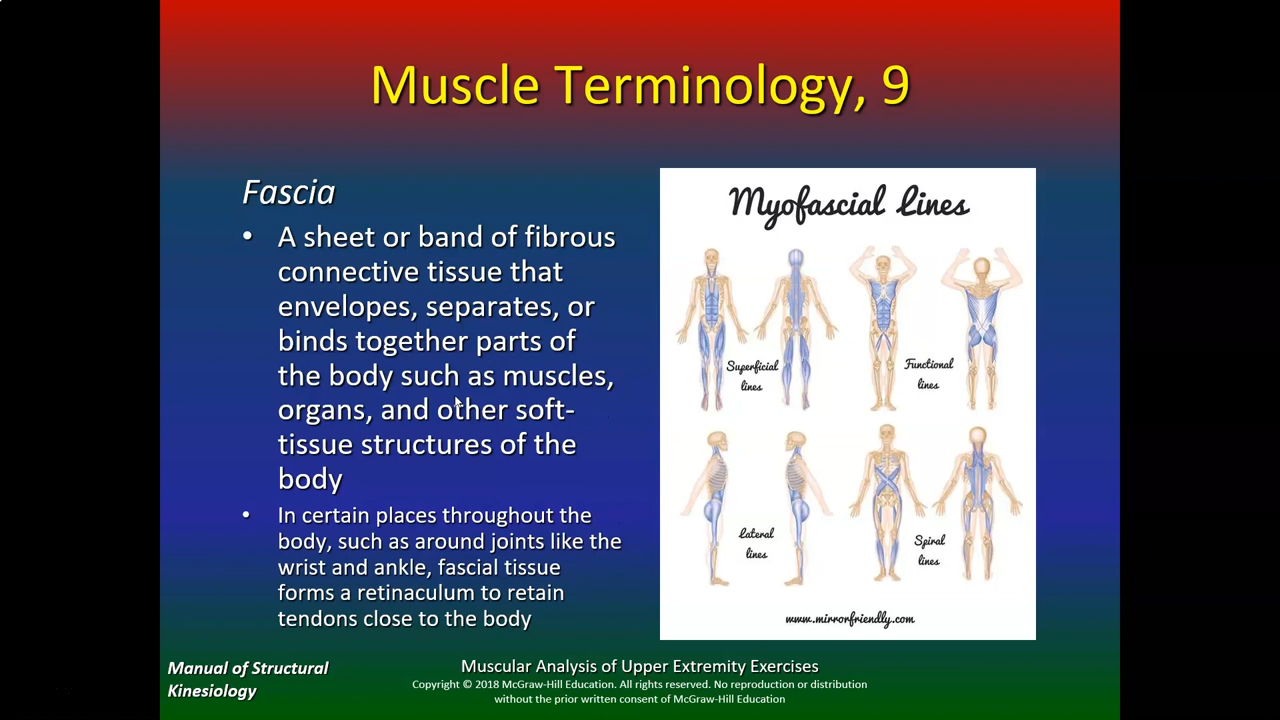 Muscle Terminology, 9
Fascia
• A sheet or band of fibrous
connective tissue that
envelopes, separates, or
binds together parts of
the body such as muscles,
organs, and other soft-
tissue structures of the
body
• In certain places throughout the
body, such as around joints like the
wrist and ankle, fascial tissue
forms a retinaculum to retain
tendons close to the body
Myofascial Lines
Superficial
lines
Functional
lines
Lateral
lines
Spiral
lines
www.mirrorfriendly.com
Manual of Structural
Kinesiology
Muscular Analysis of Upper Extremity Exercises
Copyright © 2018 McGraw-Hill Education. All rights reserved. No reproduction or distribution
without the prior written consent of McGraw-Hill Education